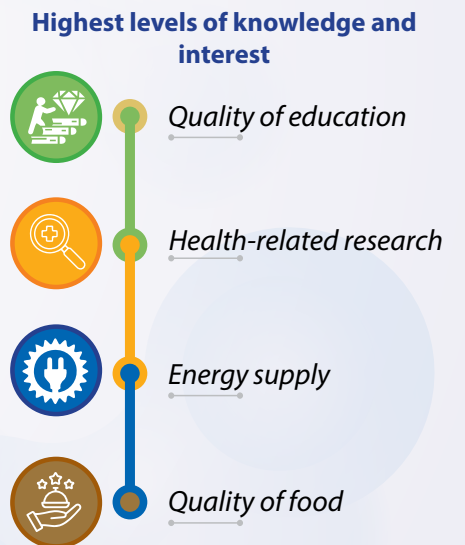 Highest levels of knowledge and
interest
Quality of education
Health-related research
Energy supply
Quality of food